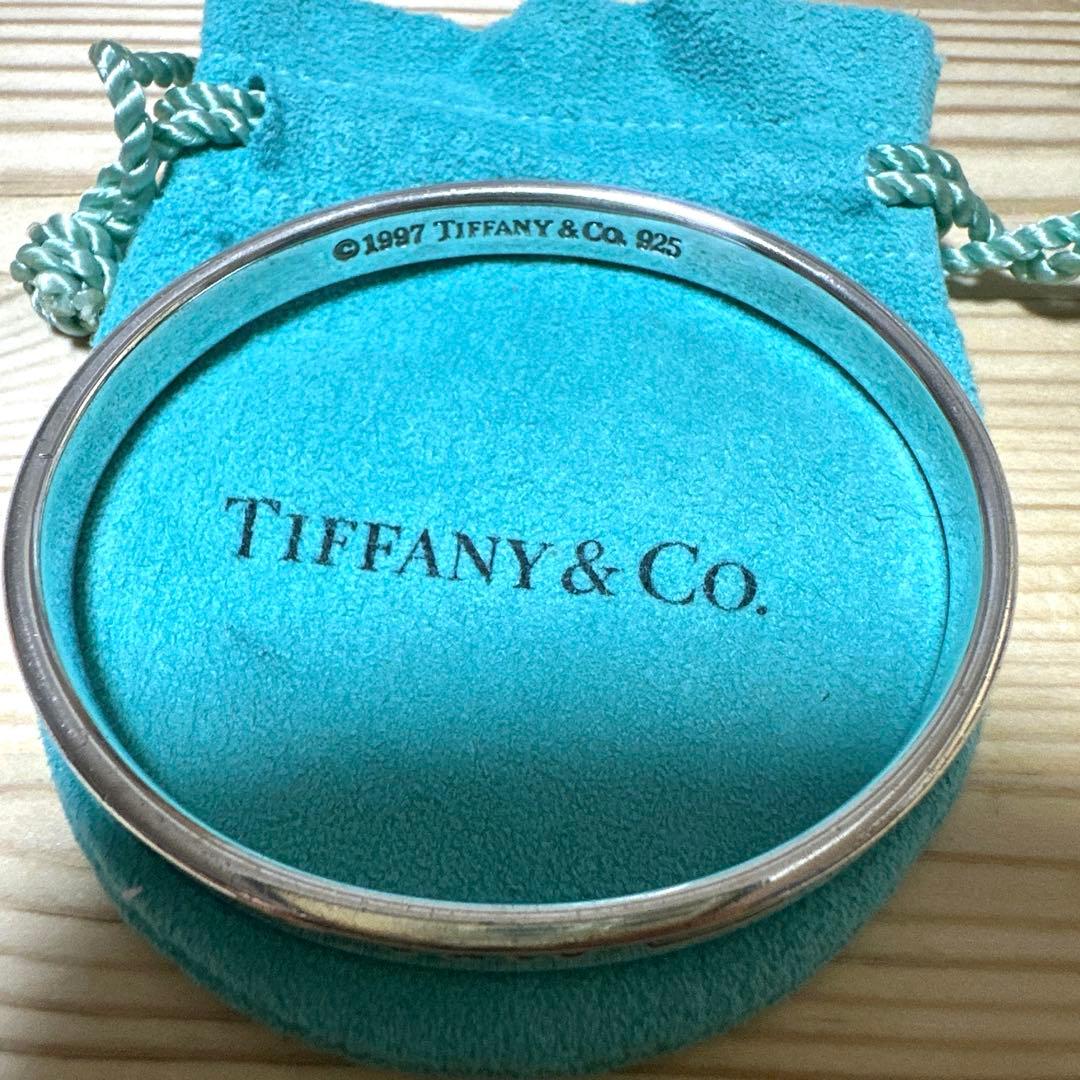 ©1997 TIFFANY & CO. 925
TIFFANY & CO.